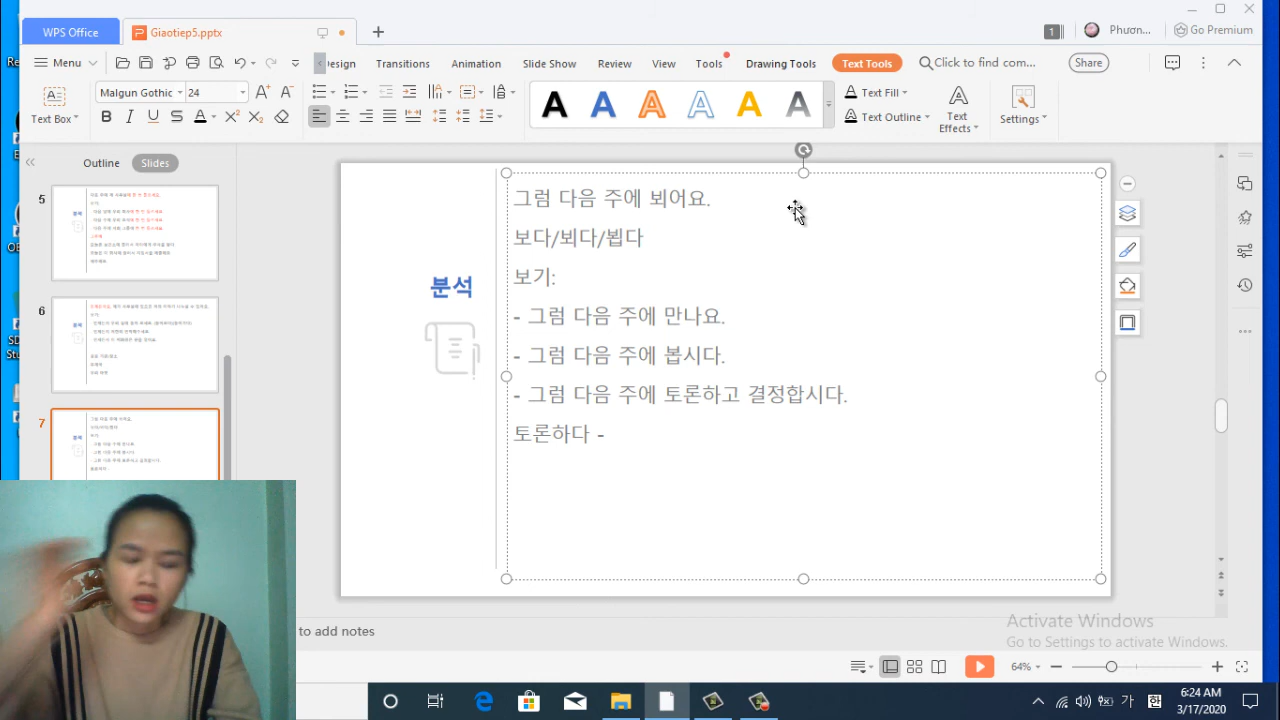 WPS Office
Giaotiep5.pptx
1
Phươn...
Go Premium
Menu
esign
Transitions
Animation
Slide Show
Review
View
Tools
Drawing Tools
Text Tools
Click to find com...
Share
Text Box
Malgun Gothic
24
Text Fill
Text Outline
Text Effects
Settings
Outline
Slides
5
6
7
분석
그럼 다음 주에 뵈어요.
보다/뵈다/뵙다
보기:
- 그럼 다음 주에 만나요.
- 그럼 다음 주에 봅시다.
- 그럼 다음 주에 토론하고 결정합시다.
토론하다 -
to add notes
Activate Windows
Go to Settings to activate Windows.
64%
가
한
6:24 AM
3/17/2020